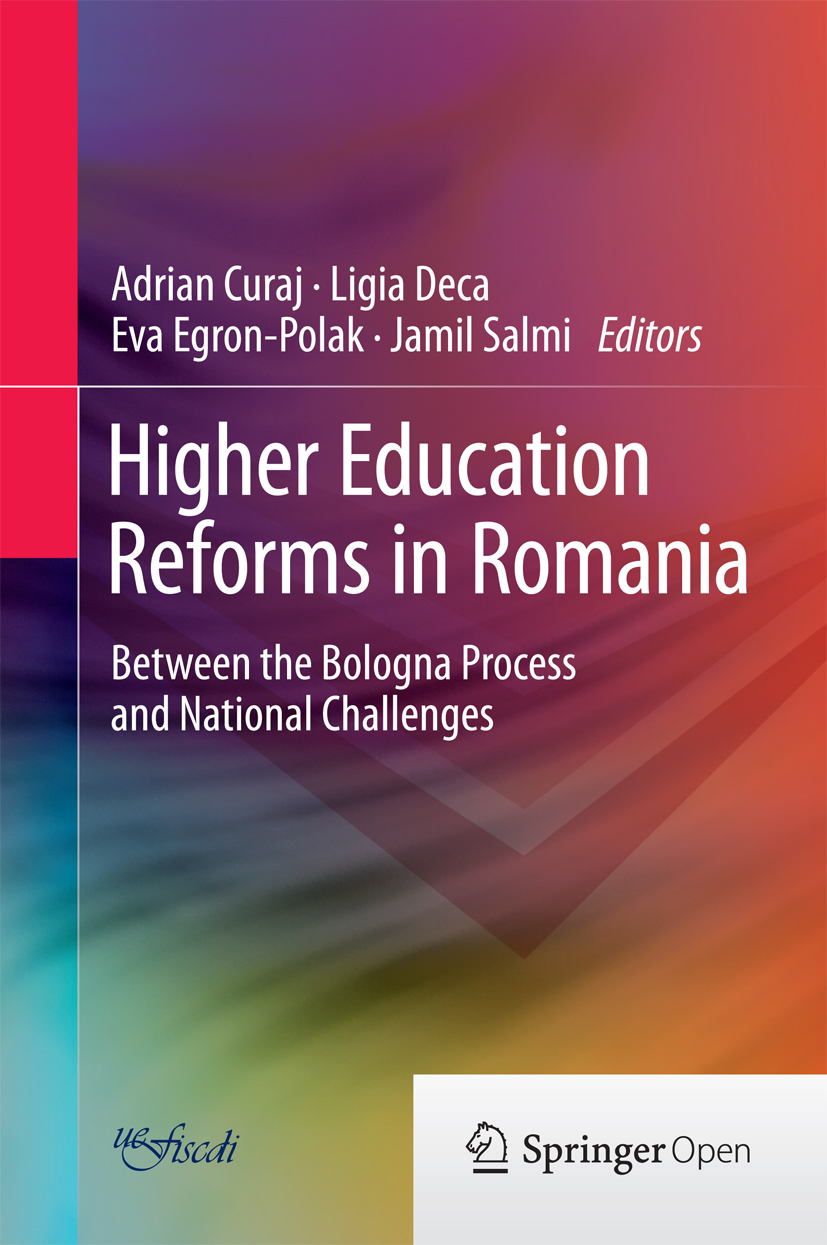 Adrian Curaj · Ligia Deca
Eva Egron-Polak · Jamil Salmi Editors
Higher Education
Reforms in Romania
Between the Bologna Process
and National Challenges
uefiscdi
Springer Open